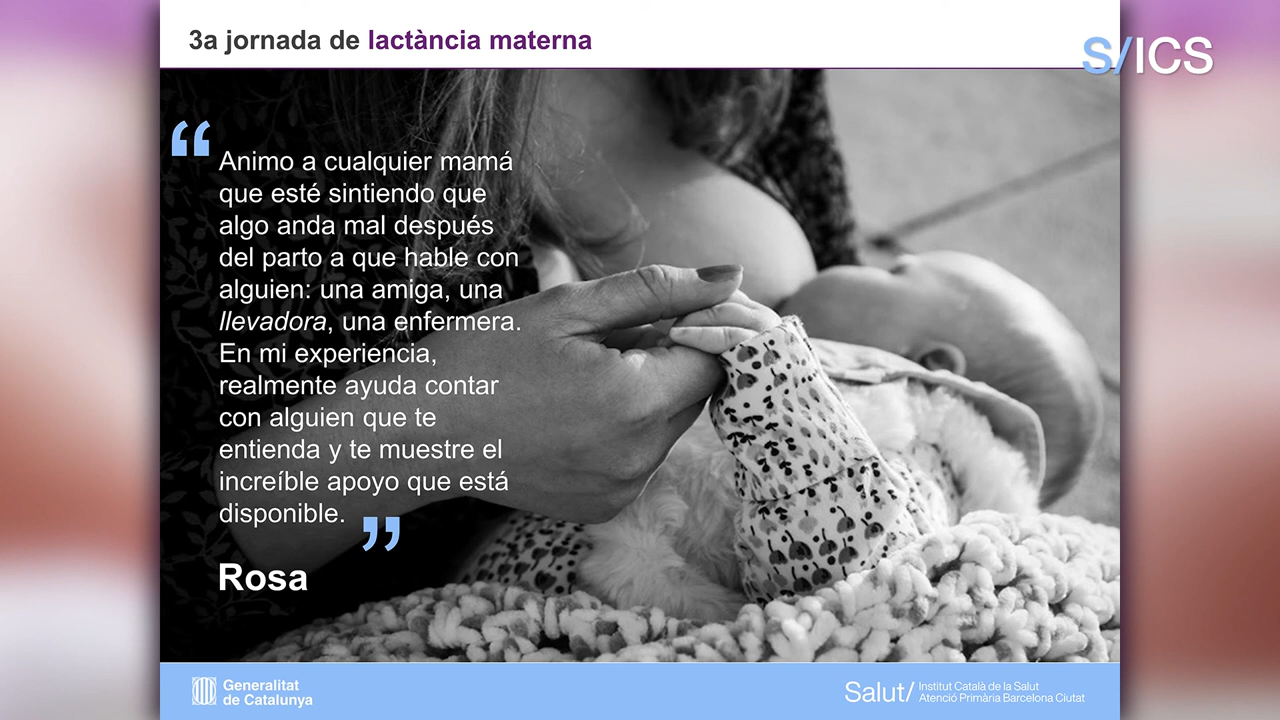 3a jornada de lactància materna
S/ICS
“
Animo a cualquier mamá
que esté sintiendo que
algo anda mal después
del parto a que hable con
alguien: una amiga, una
llevadora, una enfermera.
En mi experiencia,
realmente ayuda contar
con alguien que te
entienda y te muestre el
increíble apoyo que está
disponible.
”
Rosa
Generalitat
de Catalunya
Salut/
Institut Català de la Salut
Atenció Primària Barcelona Ciutat